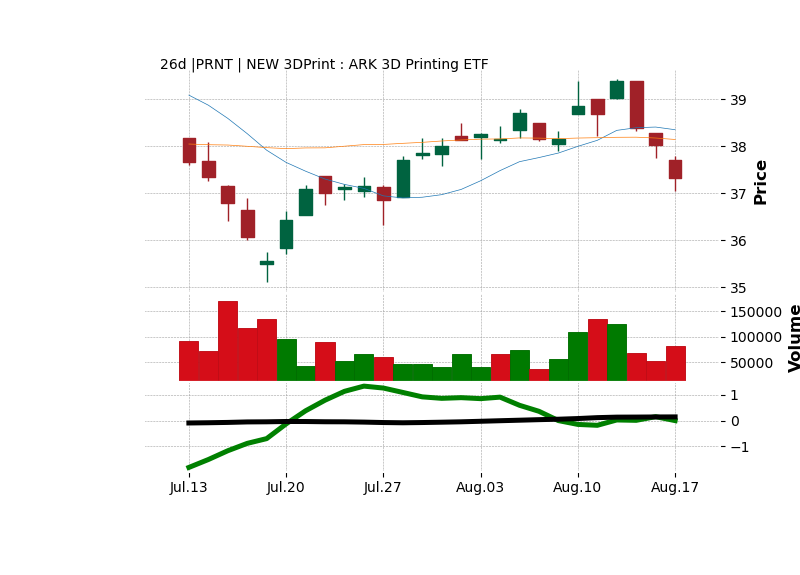 26d |PRNT | NEW 3DPrint : ARK 3D Printing ETF
39
38
37
36
35
Price
150000
100000
50000
Volume
1
0
−1
Jul.13 Jul.20 Jul.27 Aug.03 Aug.10 Aug.17